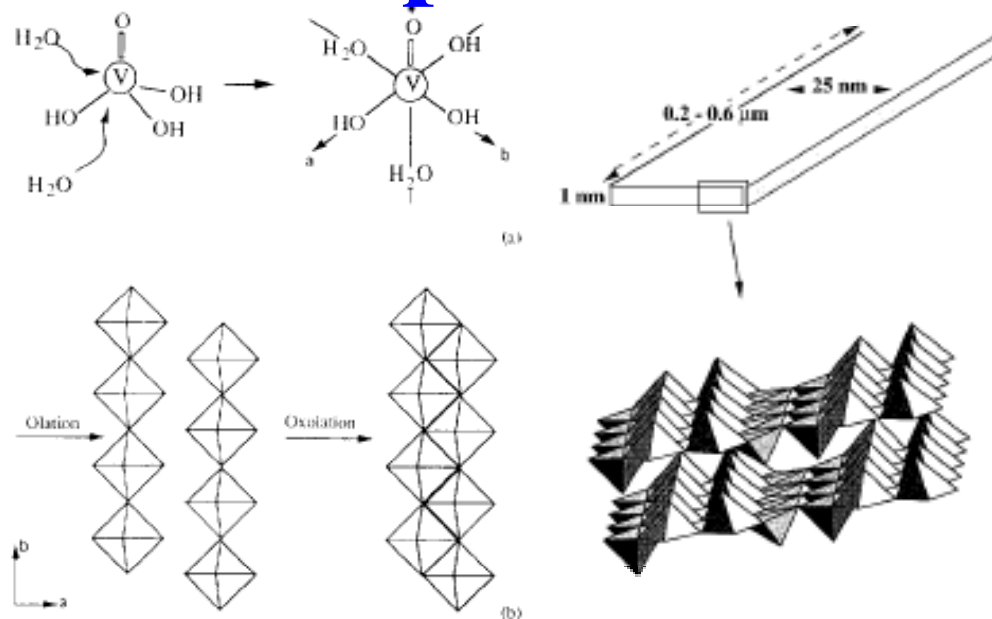 O
H₂O
V
OH
HO
OH
H₂O
O
H₂O
OH
V
HO
OH
a
b
H₂O
(a)
0.2 - 0.6 µm
25 nm
1 nm
Olation
Oxolation
b
a
(b)